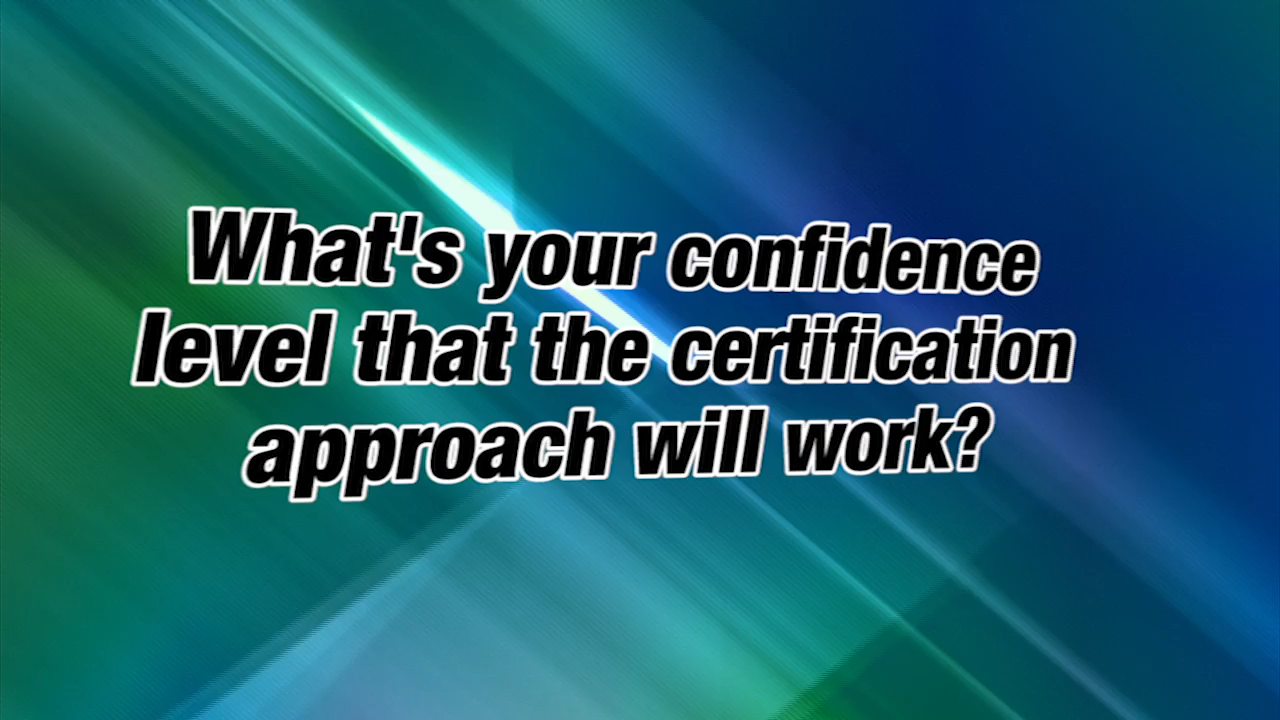 What's your confidence
level that the certification
approach will work?